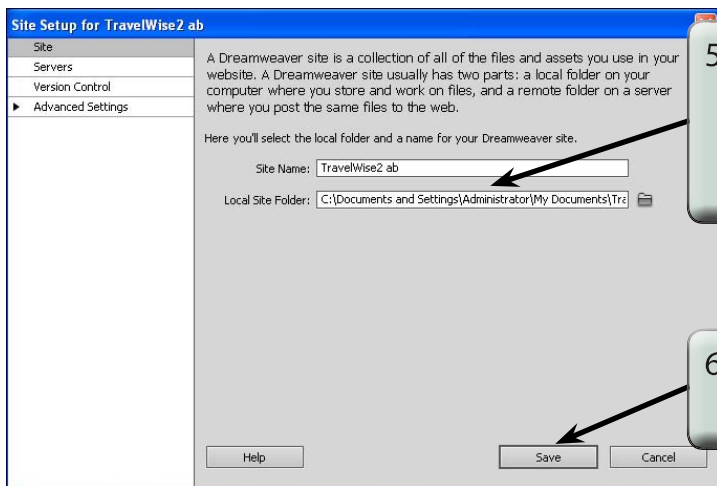 Site Setup for TravelWise2 ab
Site
Servers
Version Control
Advanced Settings
A Dreamweaver site is a collection of all of the files and assets you use in your
website. A Dreamweaver site usually has two parts: a local folder on your
computer where you store and work on files, and a remote folder on a server
where you post the same files to the web.
Here you'll select the local folder and a name for your Dreamweaver site.
Site Name: TravelWise2 ab
Local Site Folder: C:\Documents and Settings\Administrator\My Documents\Tra
5
6
Help
Save
Cancel